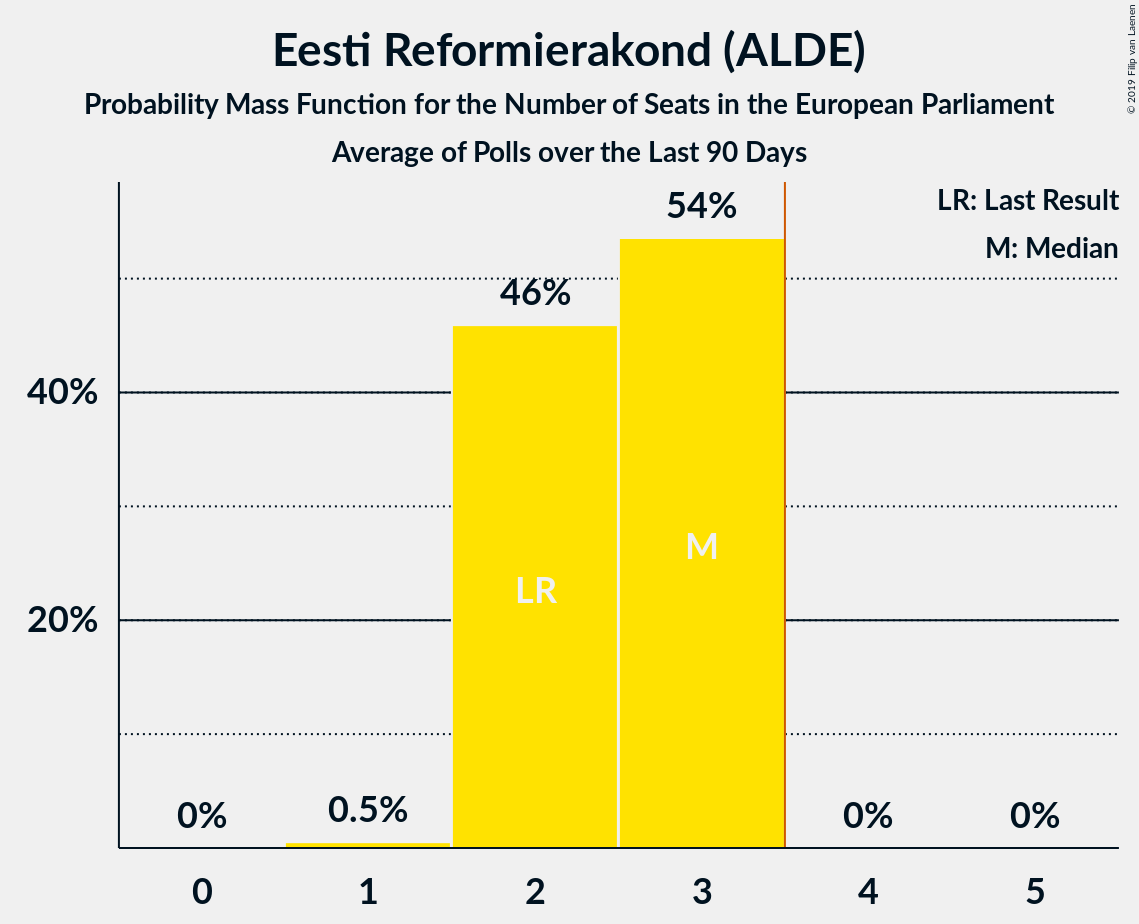 Eesti Reformierakond (ALDE)
Probability Mass Function for the Number of Seats in the European Parliament
Average of Polls over the Last 90 Days
© 2019 Filip van Laenen
LR: Last Result
M: Median
54%
46%
40%
M
LR
20%
0%
0.5%
0%
0%
0
1
2
3
4
5